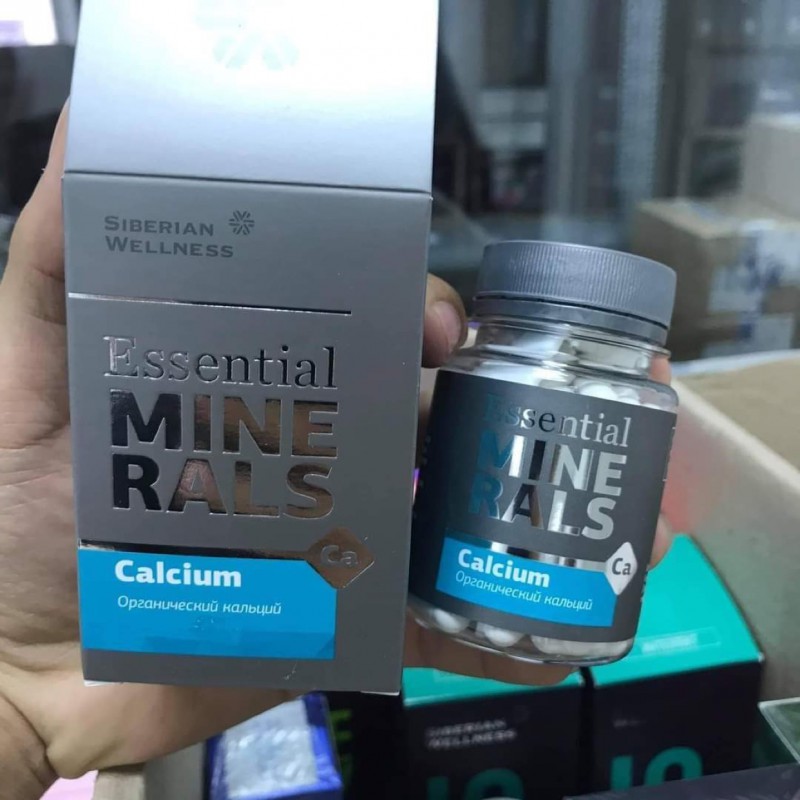 SIBERIAN
WELLNESS
Essential
MINE
RALS
Ca
Calcium
Органический кальций
Essential
MINE
RALS
Calcium
Ca
Органический кальций
SIBERIAN
WELLNESS